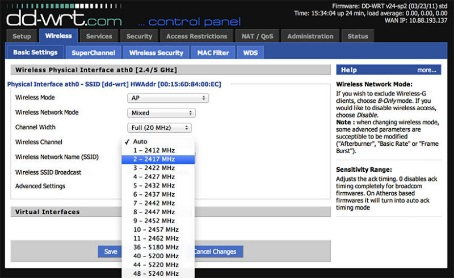 dd-wrt.com ... control panel
Firmware: DD-WRT v24-sp2 (03/23/11) std
Time: 15:34:04 up 24 min, load average: 0.00, 0.00, 0.00
WAN IP: 10.88.193.137
Setup Wireless Services Security Access Restrictions NAT / QoS Administration Status
Basic Settings SuperChannel Wireless Security MAC Filter WDS
Wireless Physical Interface ath0 [2.4/5 GHz]
Physical Interface ath0 - SSID [dd-wrt] HWAddr [00:15:6D:84:00:EC]
Wireless Mode AP
Wireless Network Mode Mixed
Channel Width Full (20 MHz)
Wireless Channel
Wireless Network Name (SSID)
Wireless SSID Broadcast
Advanced Settings
✓ Auto
1 - 2412 MHz
2 - 2417 MHz
3 - 2422 MHz
4 - 2427 MHz
5 - 2432 MHz
6 - 2437 MHz
7 - 2442 MHz
8 - 2447 MHz
9 - 2452 MHz
10 - 2457 MHz
11 - 2462 MHz
36 - 5180 MHz
40 - 5200 MHz
44 - 5220 MHz
48 - 5240 MHz
Virtual Interfaces
Save
Cancel Changes
Help more...
Wireless Network Mode:
If you wish to exclude Wireless-G
clients, choose B-Only mode. If you
would like to disable wireless access,
choose Disable.
Note : when changing wireless mode,
some advanced parameters are
susceptible to be modified
("Afterburner", "Basic Rate" or "Frame
Burst").
Sensitivity Range:
Adjusts the ack timing. 0 disables ack
timing completely for broadcom
firmwares. On Atheros based
firmwares it will turn into auto ack
timing mode